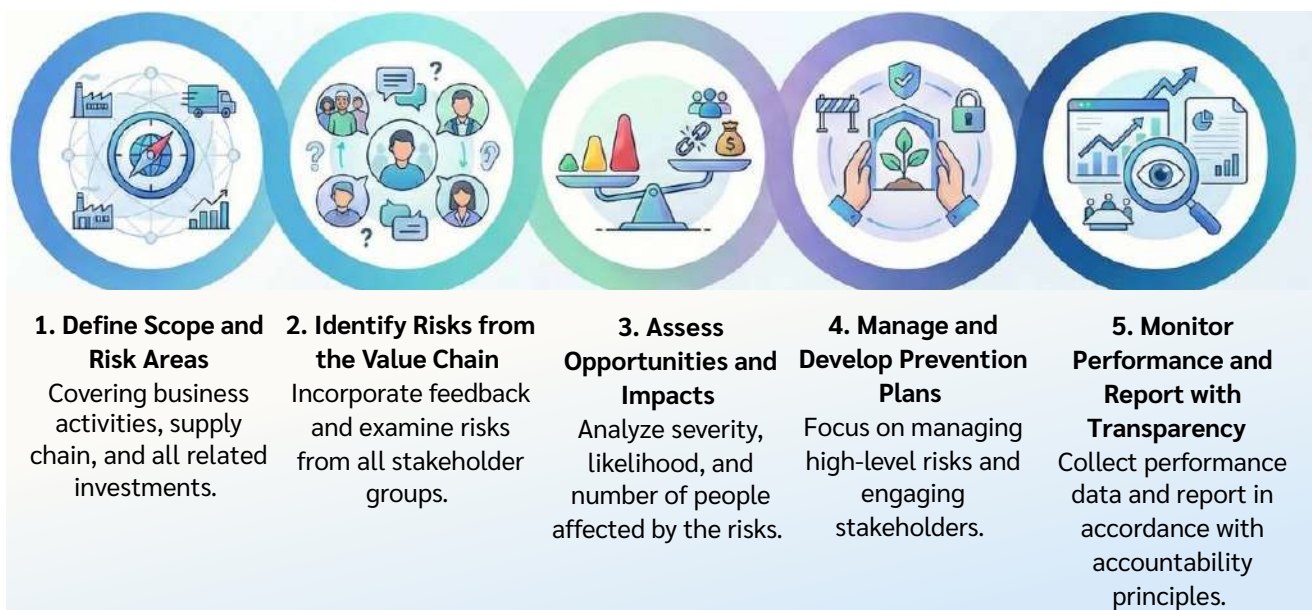 1. Define Scope and
Risk Areas
Covering business
activities, supply
chain, and all related
investments.
2. Identify Risks from
the Value Chain
Incorporate feedback
and examine risks
from all stakeholder
groups.
3. Assess
Opportunities and
Impacts
Analyze severity,
likelihood, and
number of people
affected by the risks.
4. Manage and
Develop Prevention
Plans
Focus on managing
high-level risks and
engaging
stakeholders.
5. Monitor
Performance and
Report with
Transparency
Collect performance
data and report in
accordance with
accountability
principles.